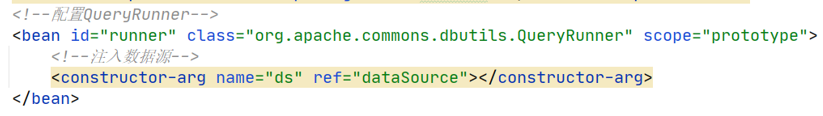 <!--配置QueryRunner-->
<bean id="runner" class="org.apache.commons.dbutils.QueryRunner" scope="prototype">
<!--注入数据源-->
<constructor-arg name="ds" ref="dataSource"></constructor-arg>
</bean>